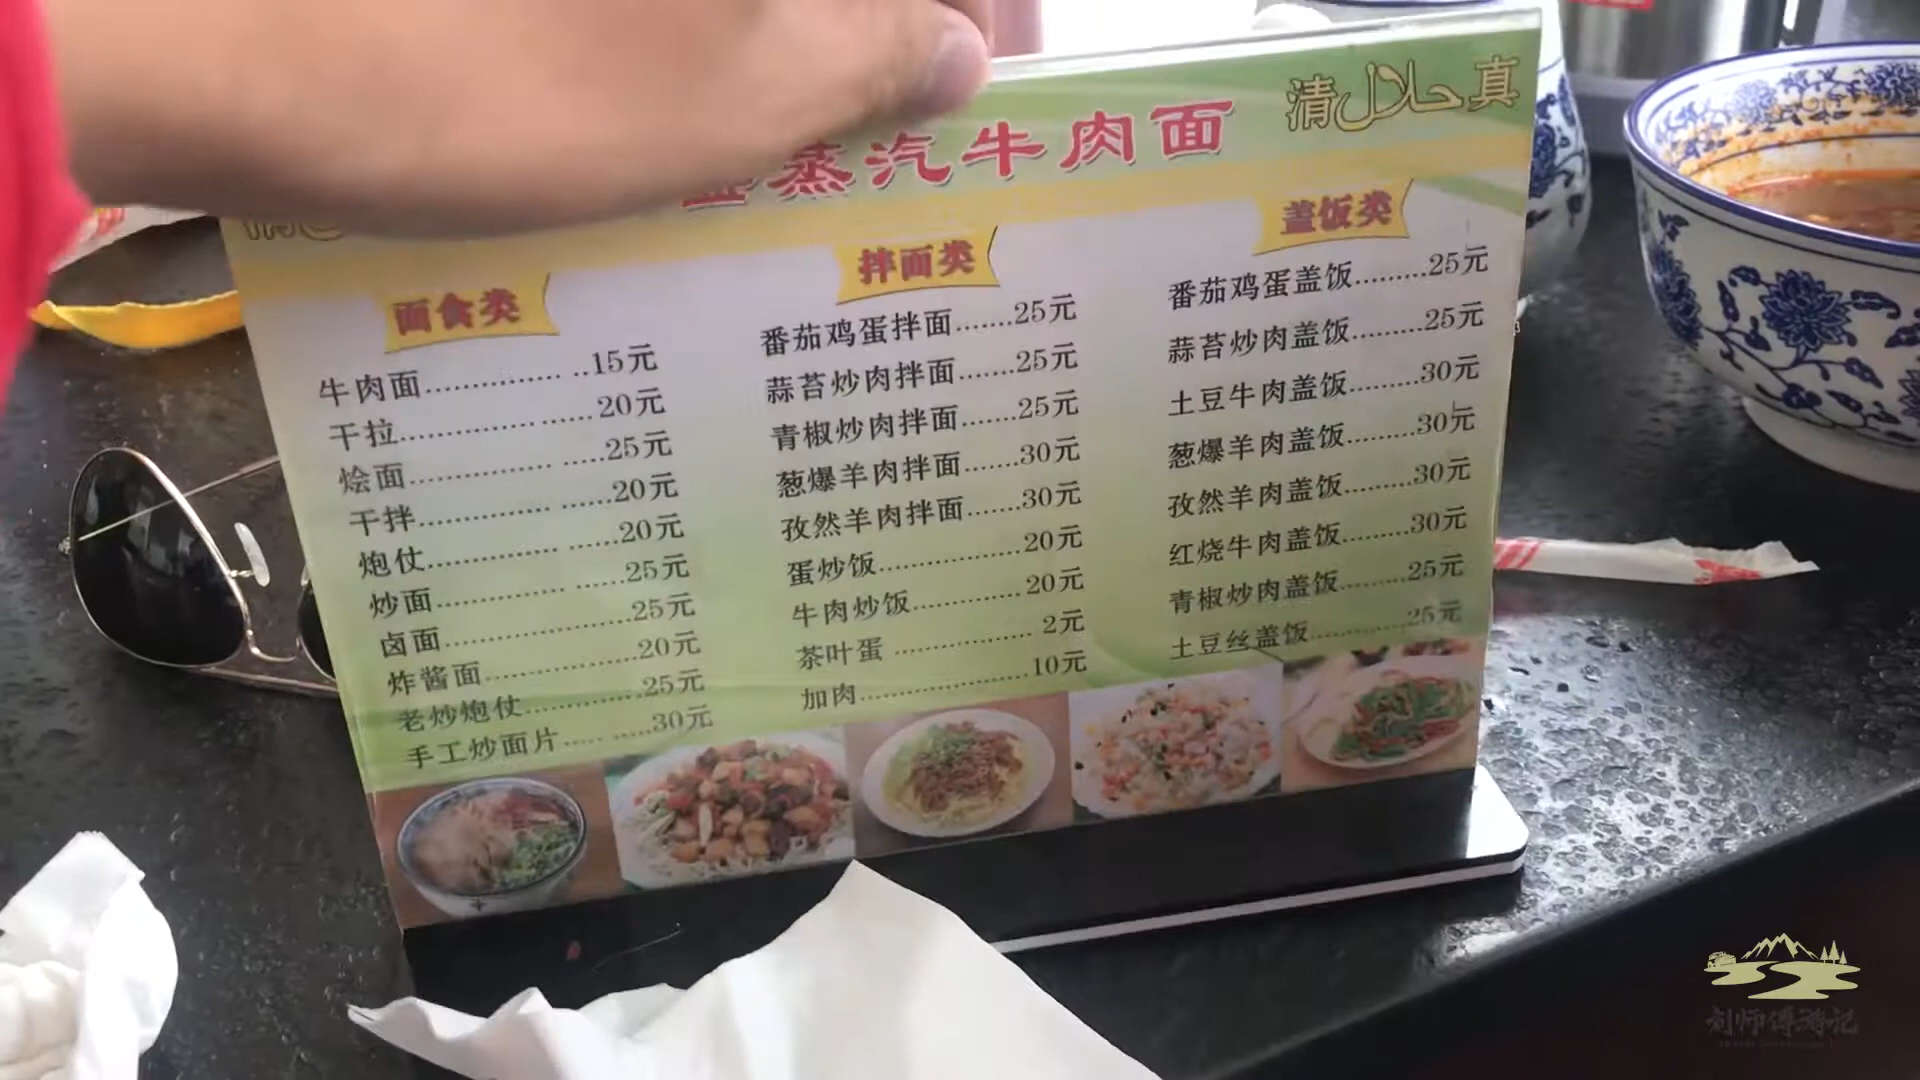 蒸汽牛肉面
清 حلال 真
面食类
牛肉面................ ..15元
干拉................ ......20元
烩面................ .....25元
干拌................ ......20元
炮仗................ ......20元
炒面................ ......25元
卤面......................25元
炸酱面..................20元
老炒炮仗...............25元
手工炒面片..... ......30元
拌面类
番茄鸡蛋拌面.......25元
蒜苔炒肉拌面.......25元
青椒炒肉拌面.......25元
葱爆羊肉拌面.......30元
孜然羊肉拌面.......30元
蛋炒饭.................20元
牛肉炒饭..............20元
茶叶蛋 ................. 2元
加肉.....................10元
盖饭类
番茄鸡蛋盖饭.........25元
蒜苔炒肉盖饭.........25元
土豆牛肉盖饭.........30元
葱爆羊肉盖饭.........30元
孜然羊肉盖饭.........30元
红烧牛肉盖饭.........30元
青椒炒肉盖饭.........25元
土豆丝盖饭............25元
刘师傅游记